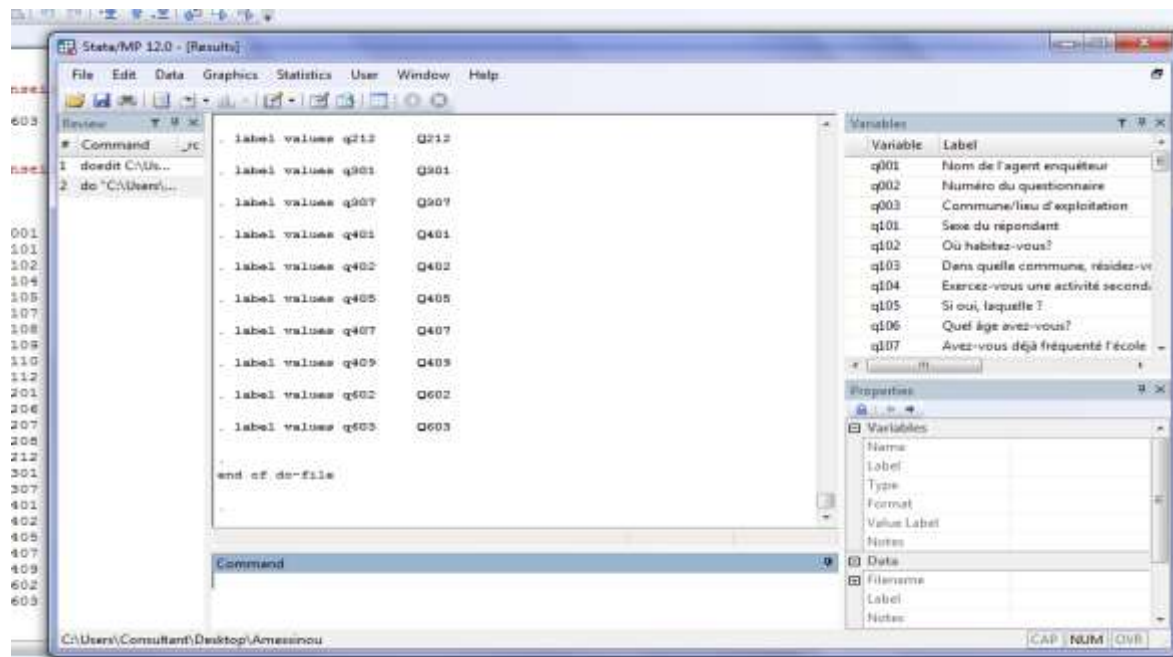 Stata/MP 12.0 - [Results]
File Edit Data Graphics Statistics User Window Help
Review
# Command _rc
1 doedit C:\Us...
2 do "C:\Users\...
. label values q212 Q212
. label values q301 Q301
. label values q307 Q307
. label values q401 Q401
. label values q402 Q402
. label values q405 Q405
. label values q407 Q407
. label values q409 Q409
. label values q602 Q602
. label values q603 Q603
.
end of do-file
.
Command
Variables
Variable Label
q001 Nom de l'agent enquêteur
q002 Numéro du questionnaire
q003 Commune/lieu d'exploitation
q101 Sexe du répondant
q102 Où habitez-vous?
q103 Dans quelle commune, résidez-vo
q104 Exercez-vous une activité seconda
q105 Si oui, laquelle ?
q106 Quel âge avez-vous?
q107 Avez-vous déjà fréquenté l'école
Properties
Variables
Name
Label
Type
Format
Value Label
Notes
Data
Filename
Label
Notes
C:\Users\Consultant\Desktop\Amessinou
CAP NUM OVR
603
001
101
102
104
105
107
108
109
110
112
201
206
207
208
212
301
307
401
402
405
407
409
602
603